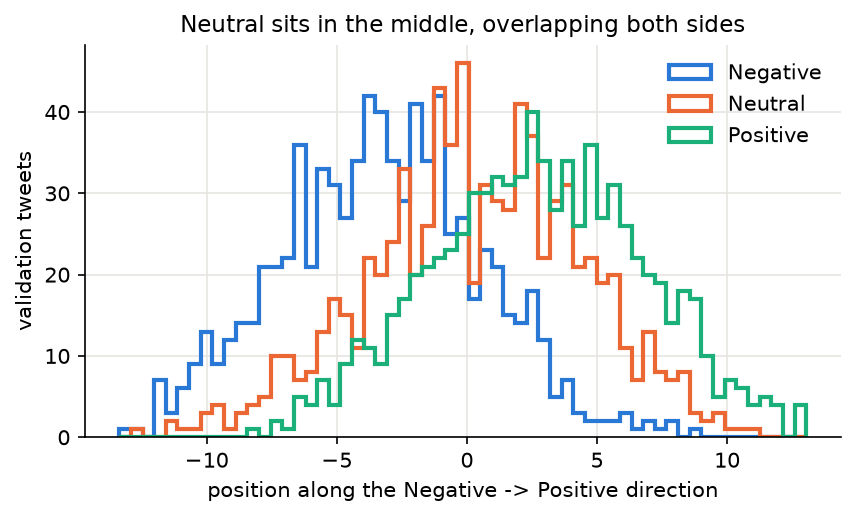 Neutral sits in the middle, overlapping both sides
Negative
Neutral
Positive
validation tweets
40
30
20
10
0
−10
−5
0
5
10
position along the Negative -> Positive direction